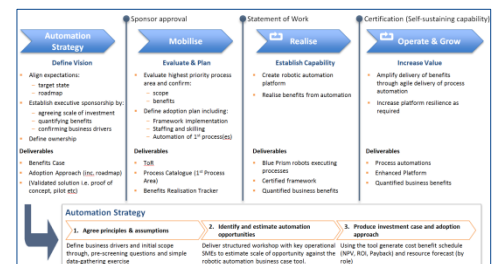 Sponsor approval
Statement of Work
Certification (Self-sustaining capability)
Automation
Strategy
Mobilise
Realise
Operate & Grow
Define Vision
Align expectations:
– target state
– roadmap
Establish executive sponsorship by:
– agreeing scale of investment
– quantifying benefits
– confirming business drivers
Define ownership
Deliverables
Benefits Case
Adoption Approach (inc. roadmap)
(Validated solution i.e. proof of
concept, pilot etc)
Evaluate & Plan
Evaluate highest priority process
area and confirm:
– scope
– benefits
Define adoption plan including:
– Framework implementation
– Staffing and skilling
– Automation of 1st process(es)
Deliverables
ToR
Process Catalogue (1st Process
Area)
Benefits Realisation Tracker
Establish Capability
Create robotic automation
platform
Realise benefits from automation
Deliverables
Blue Prism robots executing
processes
Certified framework
Quantified business benefits
Increase Value
Amplify delivery of benefits
through agile delivery of process
automation
Increase platform resilience as
required
Deliverables
Process automations
Enhanced Platform
Quantified business benefits
Automation Strategy
1. Agree principles & assumptions
2. Identify and estimate automation
opportunities
3. Produce investment case and adoption
approach
Define business drivers and initial scope
through, pre-screening questions and simple
data-gathering exercise
Deliver structured workshop with key operational
SMEs to estimate scale of opportunity against the
robotic automation business case tool.
Using the tool generate cost benefit schedule
(NPV, ROI, Payback) and resource forecast (by
role)